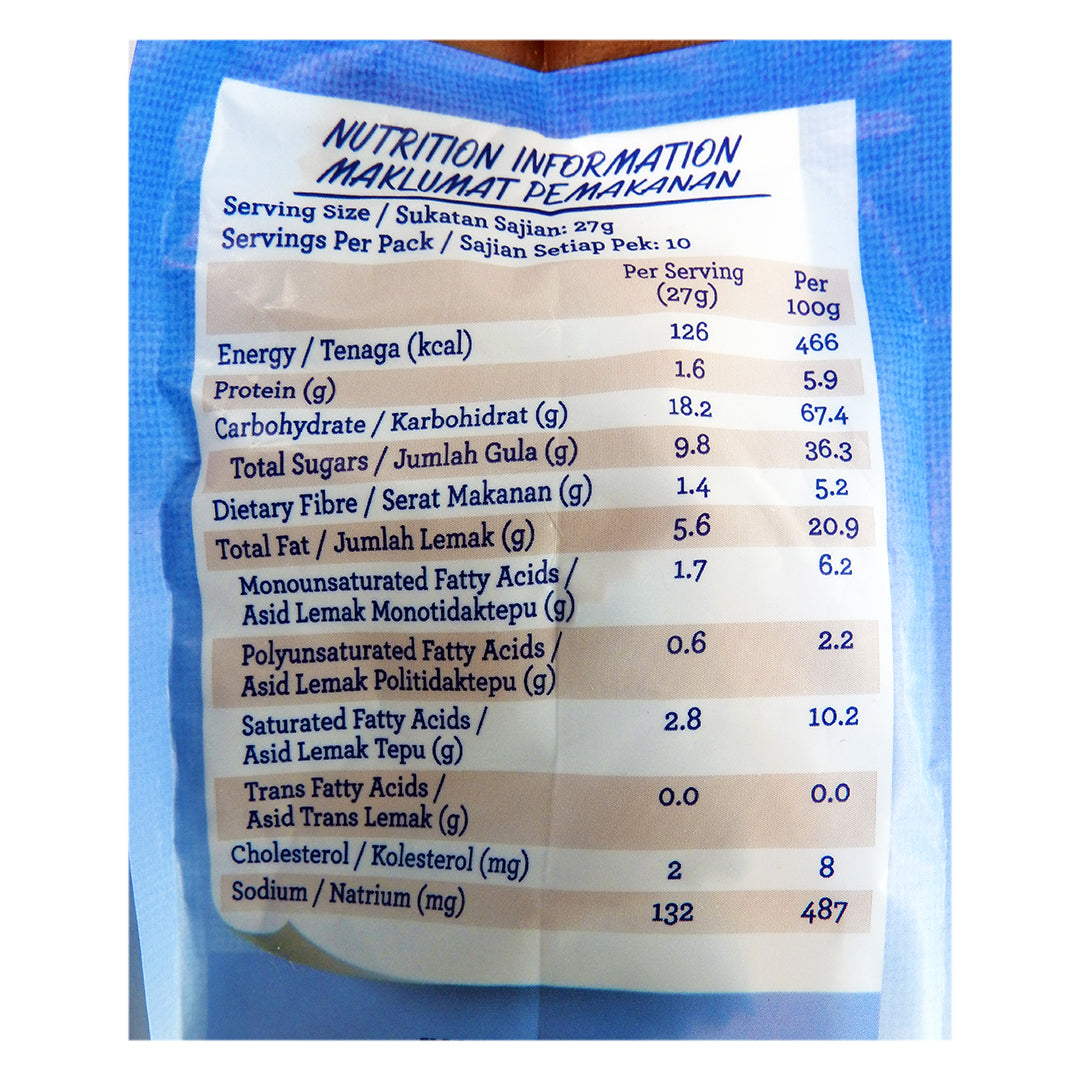 NUTRITION INFORMATION
MAKLUMAT PEMAKANAN
Serving Size / Sukatan Sajian: 27g
Servings Per Pack / Sajian Setiap Pek: 10
Per Serving (27g) Per 100g
Energy / Tenaga (kcal) 126 466
Protein (g) 1.6 5.9
Carbohydrate / Karbohidrat (g) 18.2 67.4
Total Sugars / Jumlah Gula (g) 9.8 36.3
Dietary Fibre / Serat Makanan (g) 1.4 5.2
Total Fat / Jumlah Lemak (g) 5.6 20.9
Monounsaturated Fatty Acids / 1.7 6.2
Asid Lemak Monotidaktepu (g)
Polyunsaturated Fatty Acids / 0.6 2.2
Asid Lemak Politidaktepu (g)
Saturated Fatty Acids / 2.8 10.2
Asid Lemak Tepu (g)
Trans Fatty Acids / 0.0 0.0
Asid Trans Lemak (g)
Cholesterol / Kolesterol (mg) 2 8
Sodium / Natrium (mg) 132 487